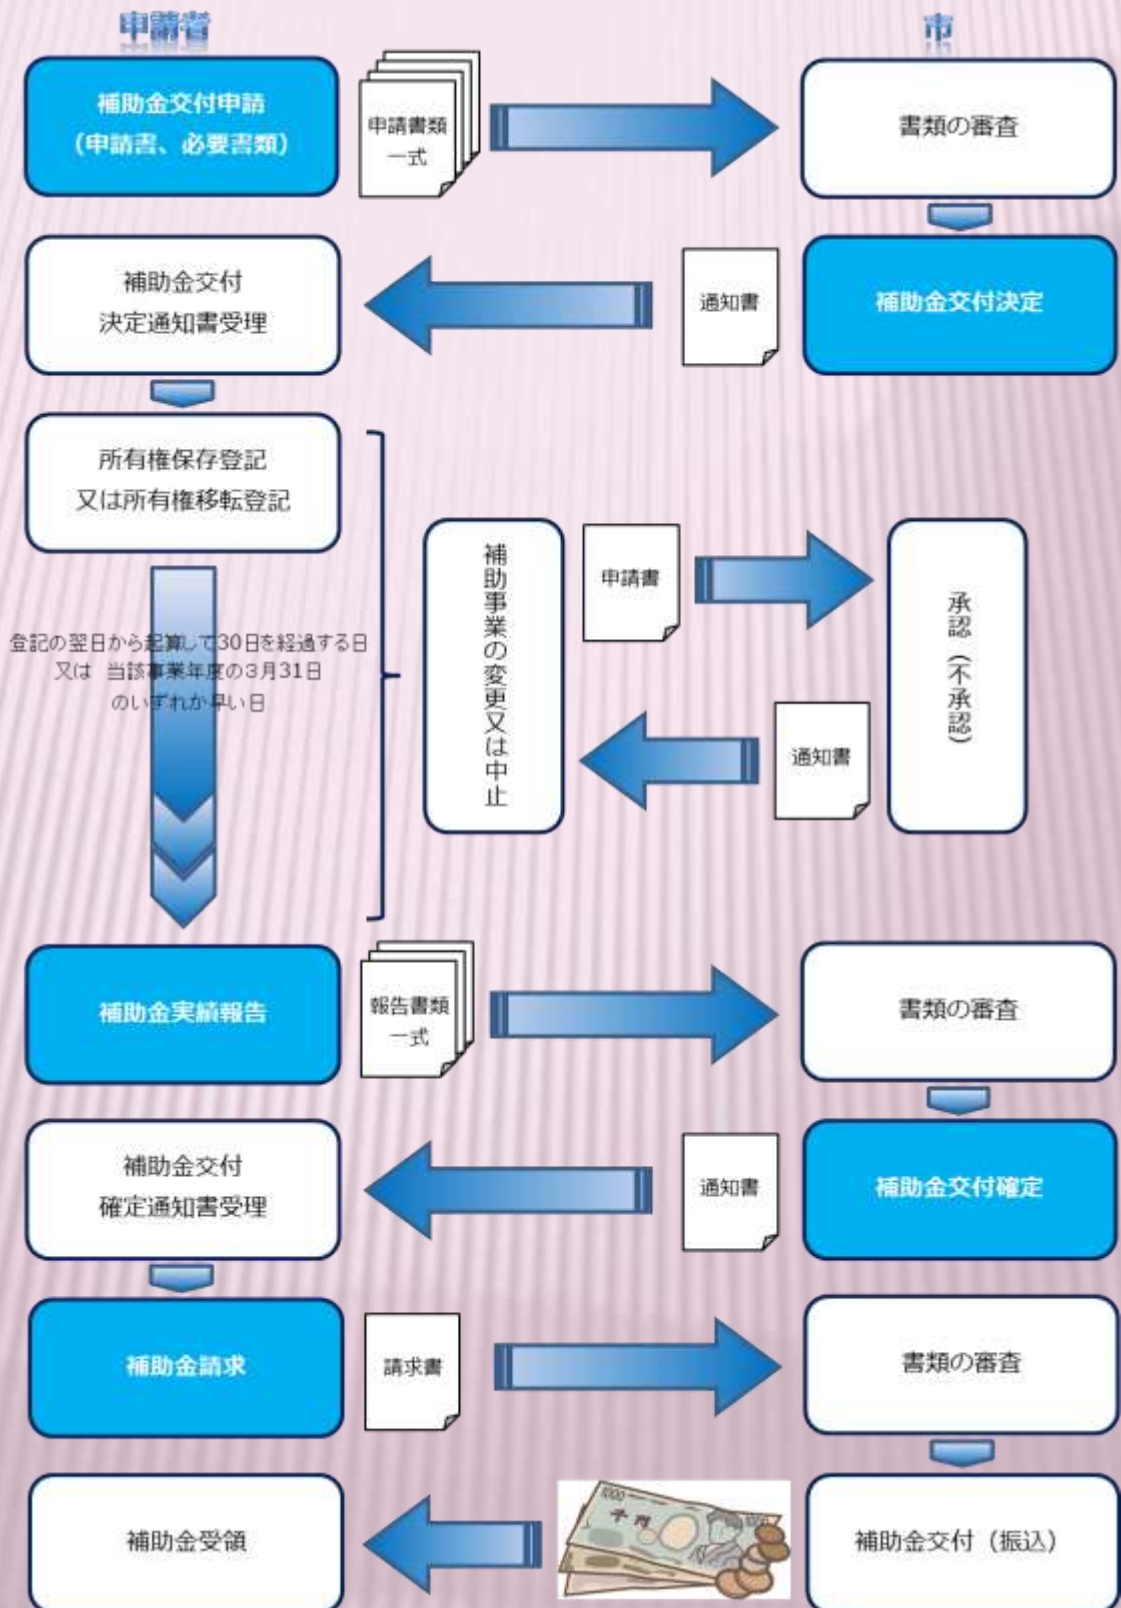 申請者
市
補助金交付申請
(申請書、必要書類)
申請書類
一式
書類の審査
補助金交付
決定通知書受理
通知書
補助金交付決定
所有権保存登記
又は所有権移転登記
登記の翌日から起算して30日を経過する日
又は 当該事業年度の3月31日
のいずれか早い日
補助事業の変更又は中止
申請書
承認(不承認)
通知書
補助金実績報告
報告書類
一式
書類の審査
補助金交付
確定通知書受理
通知書
補助金交付確定
補助金請求
請求書
書類の審査
補助金受領
1000
千円
1000
補助金交付(振込)